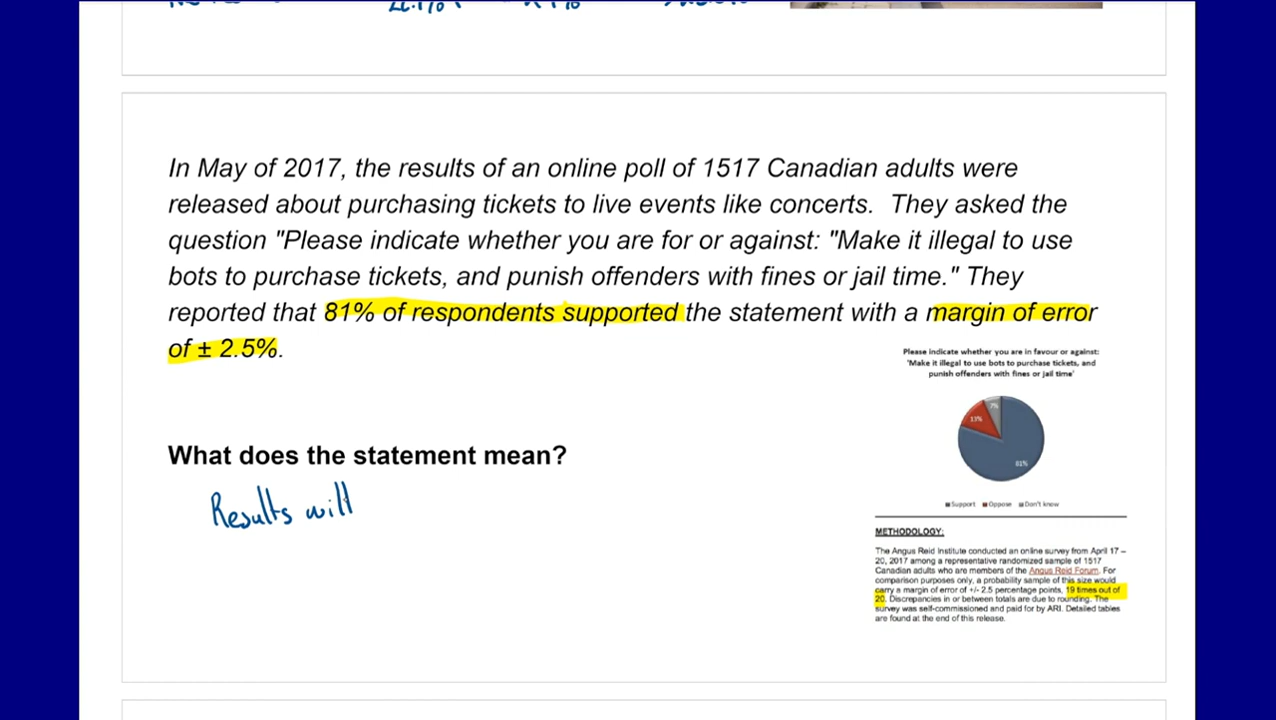 In May of 2017, the results of an online poll of 1517 Canadian adults were
released about purchasing tickets to live events like concerts. They asked the
question "Please indicate whether you are for or against: "Make it illegal to use
bots to purchase tickets, and punish offenders with fines or jail time." They
reported that 81% of respondents supported the statement with a margin of error
of ± 2.5%.
Please indicate whether you are in favour or against:
'Make it illegal to use bots to purchase tickets, and
punish offenders with fines or jail time'
7%
13%
81%
Support Oppose Don't know
What does the statement mean?
Results will
METHODOLOGY:
The Angus Reid Institute conducted an online survey from April 17 –
20, 2017 among a representative randomized sample of 1517
Canadian adults who are members of the Angus Reid Forum. For
comparison purposes only, a probability sample of this size would
carry a margin of error of +/- 2.5 percentage points, 19 times out of
20. Discrepancies in or between totals are due to rounding. The
survey was self-commissioned and paid for by ARI. Detailed tables
are found at the end of this release.